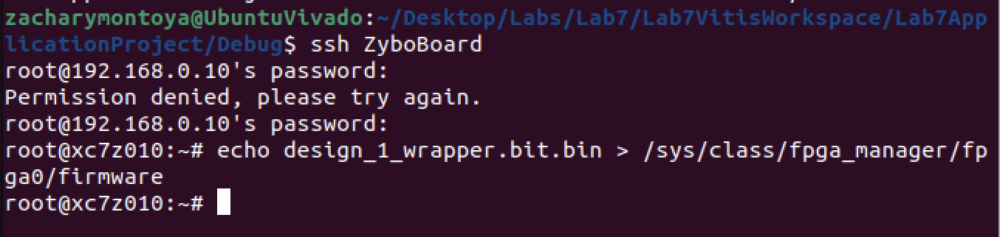 zacharymontoya@UbuntuVivado:~/Desktop/Labs/Lab7/Lab7VitisWorkspace/Lab7App
licationProject/Debug$ ssh ZyboBoard
root@192.168.0.10's password:
Permission denied, please try again.
root@192.168.0.10's password:
root@xc7z010:~# echo design_1_wrapper.bit.bin > /sys/class/fpga_manager/fp
ga0/firmware
root@xc7z010:~#